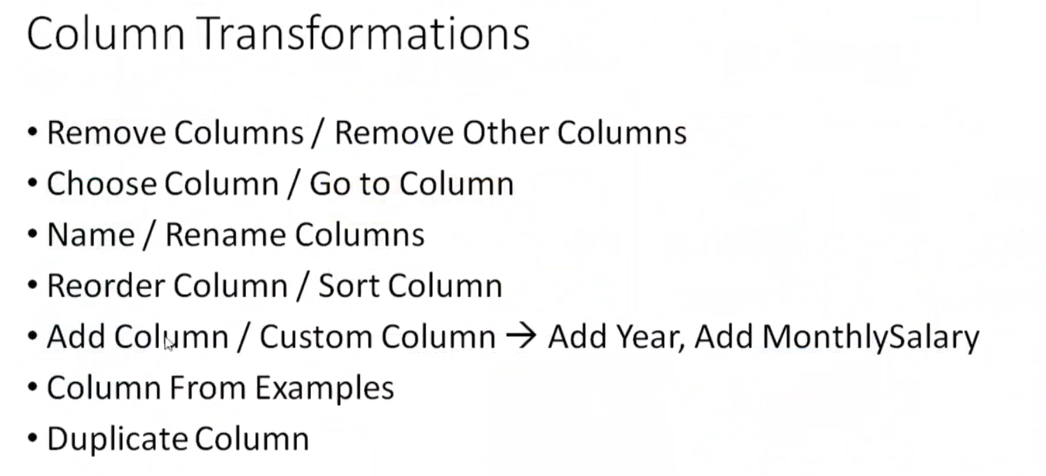 Column Transformations
• Remove Columns / Remove Other Columns
• Choose Column / Go to Column
• Name / Rename Columns
• Reorder Column / Sort Column
• Add Column / Custom Column → Add Year, Add MonthlySalary
• Column From Examples
• Duplicate Column